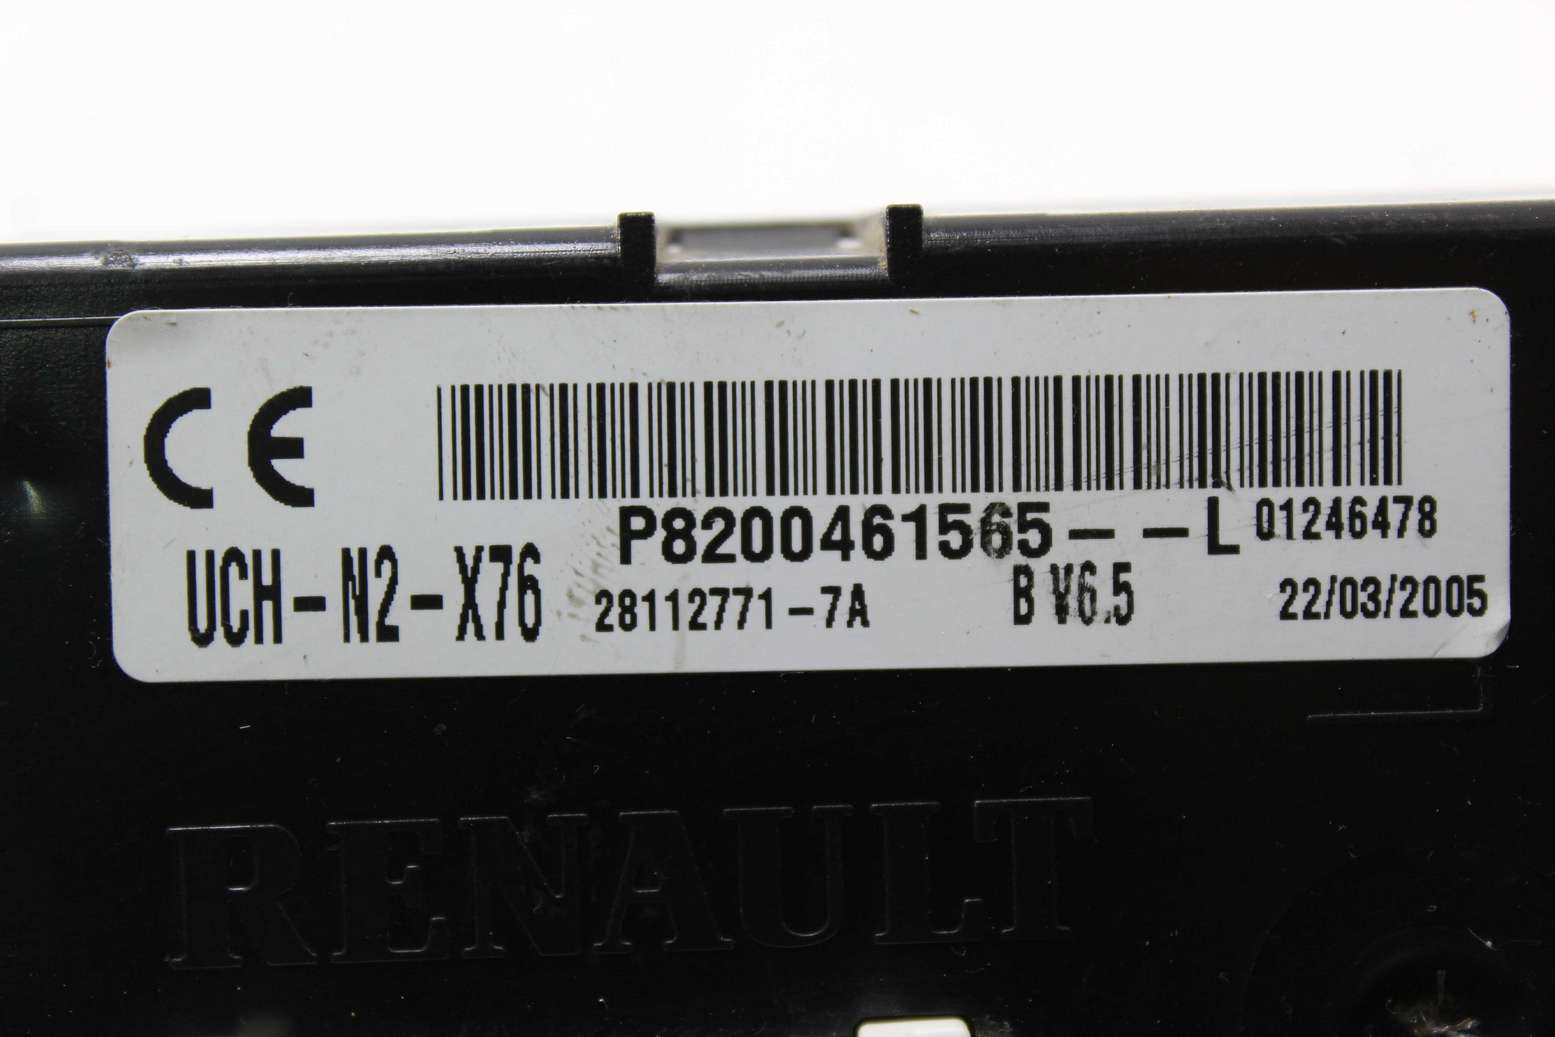 CE
P8200461565--L 01246478
UCH-N2-X76 28112771-7A B V6.5 22/03/2005
RENAULT